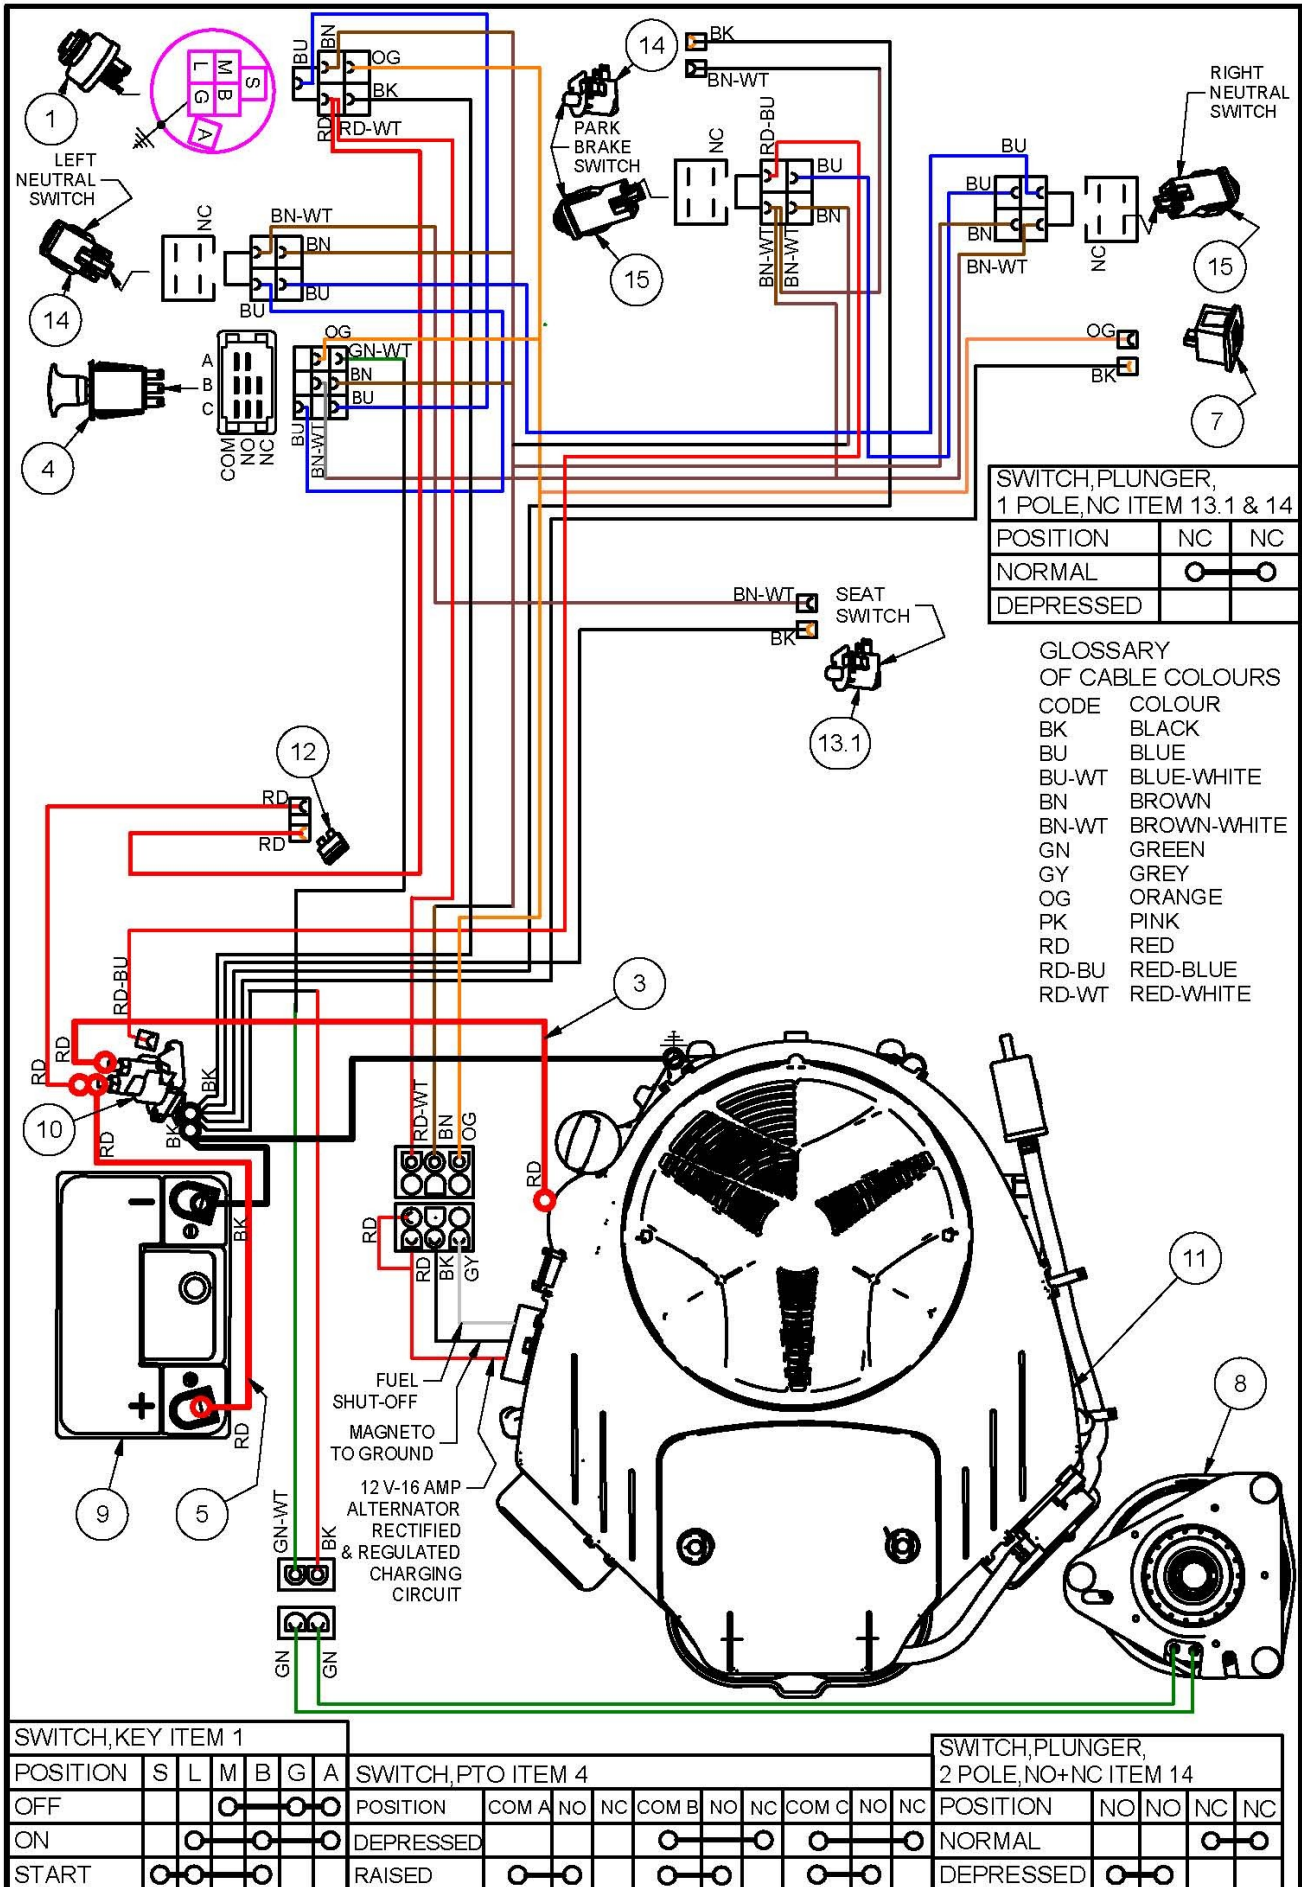 1
L M
G B
S
A
BU
BN
OG
BK
RD
RD-WT
14
BK
BN-WT
PARK
BRAKE
SWITCH
15
NC
RD-BU
BU
BN
BN-WT
BN-WT
RIGHT
NEUTRAL
SWITCH
BU
BU
BN
BN-WT
NC
15
LEFT
NEUTRAL
SWITCH
14
NC
BN-WT
BN
BU
BU
4
A
B
C
COM
NO
NC
OG
GN-WT
BN
BU
BU
BN-WT
OG
BK
7
SWITCH,PLUNGER,
1 POLE,NC ITEM 13.1 & 14
POSITION NC NC
NORMAL
DEPRESSED
BN-WT
BK
SEAT
SWITCH
13.1
GLOSSARY
OF CABLE COLOURS
CODE COLOUR
BK BLACK
BU BLUE
BU-WT BLUE-WHITE
BN BROWN
BN-WT BROWN-WHITE
GN GREEN
GY GREY
OG ORANGE
PK PINK
RD RED
RD-BU RED-BLUE
RD-WT RED-WHITE
12
RD
RD
3
RD-BU
RD
RD
BK
10
RD
BK
BK
RD
9
5
RD-WT
BN
OG
RD
RD
RD
BK
GY
FUEL
SHUT-OFF
MAGNETO
TO GROUND
12 V-16 AMP
ALTERNATOR
RECTIFIED
& REGULATED
CHARGING
CIRCUIT
11
8
GN-WT
BK
GN
GN
SWITCH,KEY ITEM 1
POSITION S L M B G A
OFF
ON
START
SWITCH,PTO ITEM 4
POSITION COM A NO NC COM B NO NC COM C NO NC
DEPRESSED
RAISED
SWITCH,PLUNGER,
2 POLE,NO+NC ITEM 14
POSITION NO NO NC NC
NORMAL
DEPRESSED